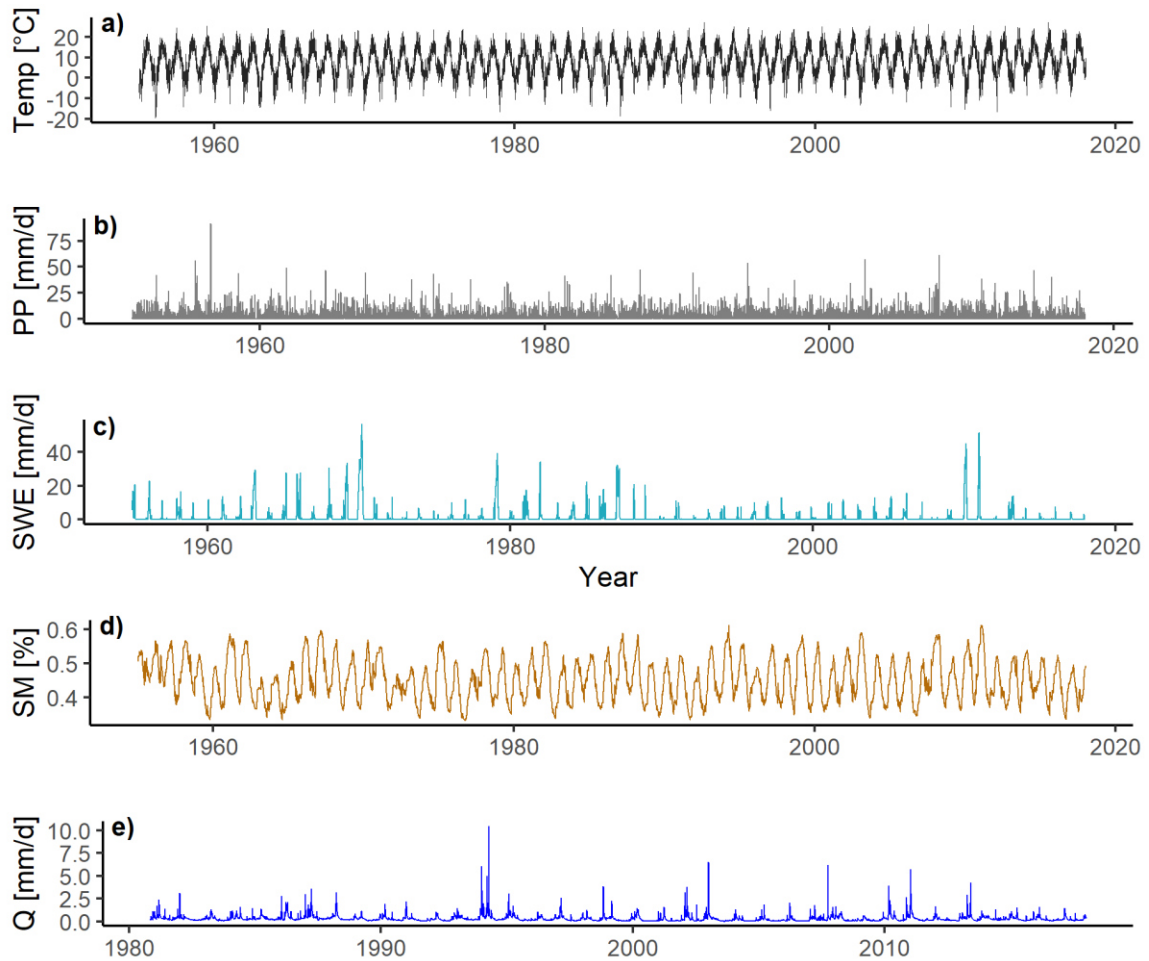 a)
Temp [°C]
20
10
0
-10
-20
1960 1980 2000 2020
b)
PP [mm/d]
75
50
25
0
1960 1980 2000 2020
c)
SWE [mm/d]
40
20
0
1960 1980 2000 2020
Year
d)
SM [%]
0.6
0.5
0.4
1960 1980 2000 2020
e)
Q [mm/d]
10.0
7.5
5.0
2.5
0.0
1980 1990 2000 2010